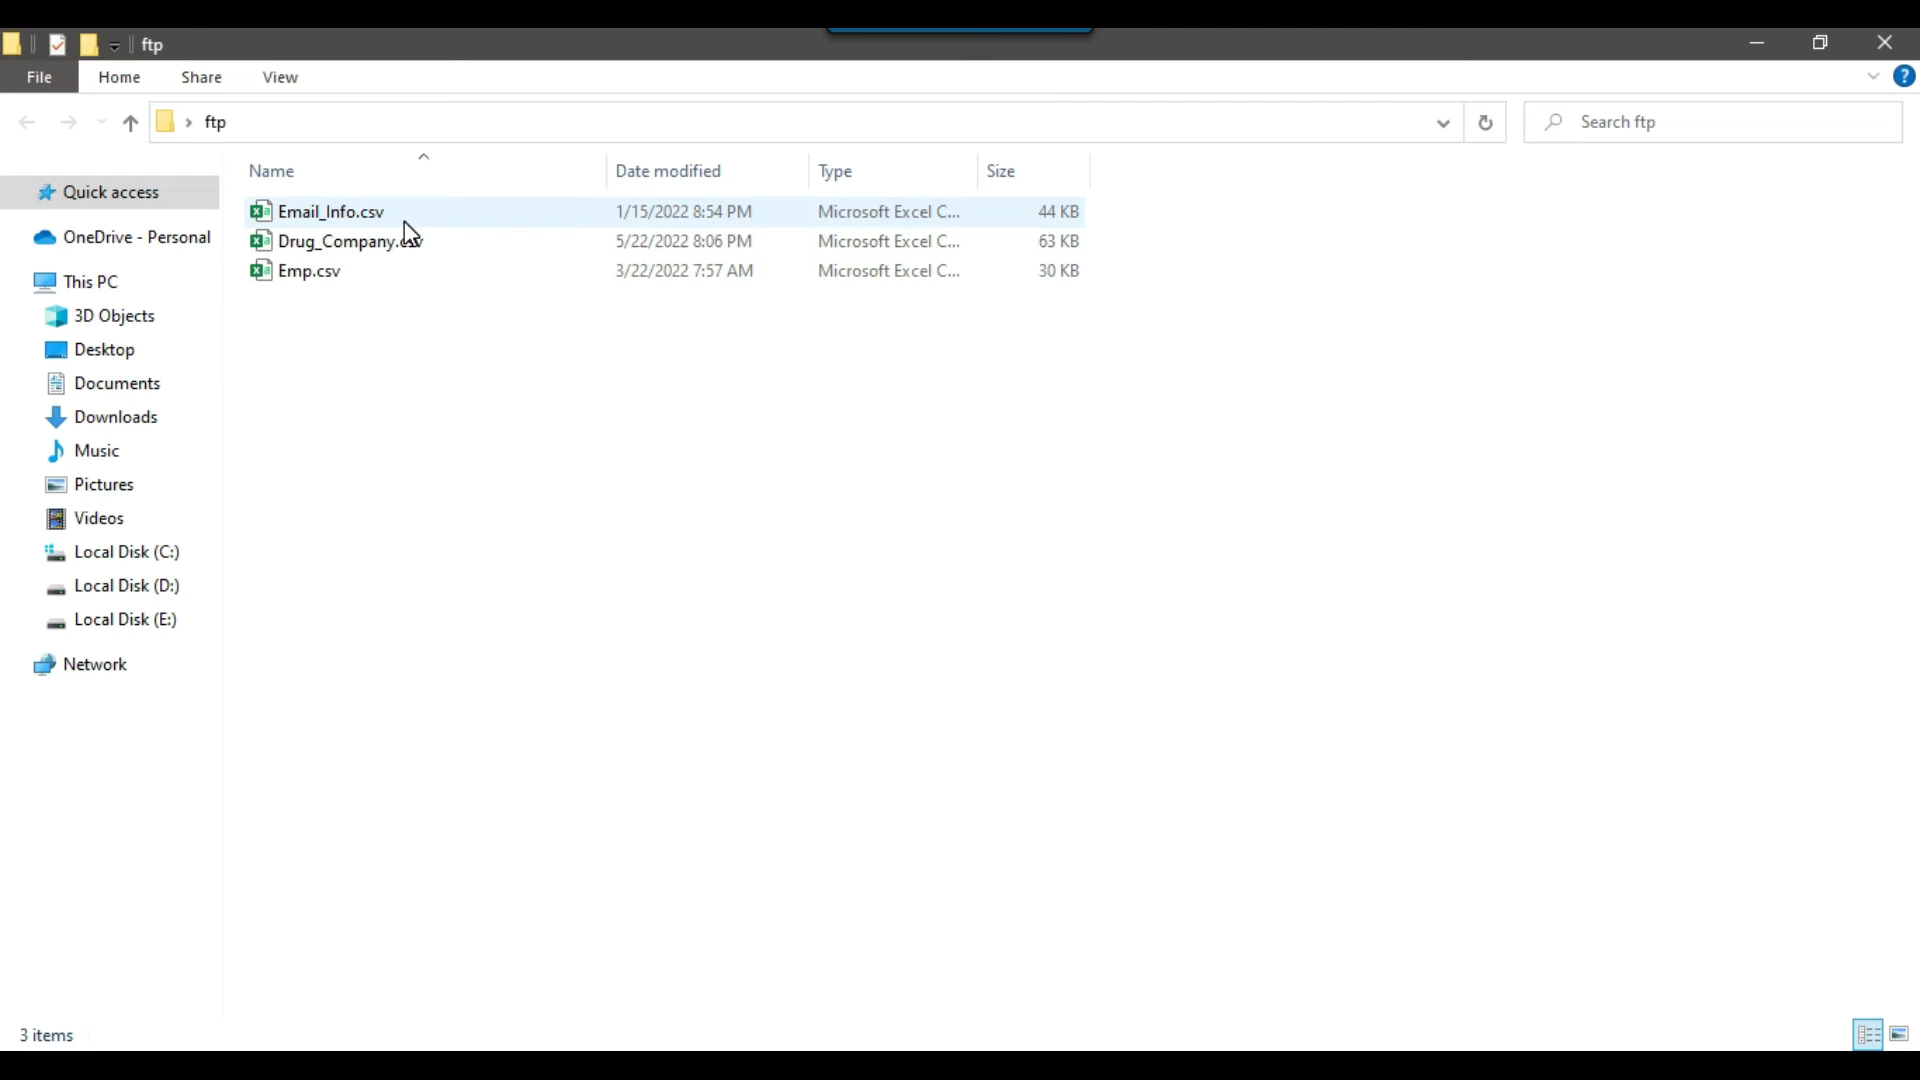 ftp
File Home Share View
ftp
Search ftp
Name Date modified Type Size
Email_Info.csv 1/15/2022 8:54 PM Microsoft Excel C... 44 KB
Drug_Company.csv 5/22/2022 8:06 PM Microsoft Excel C... 63 KB
Emp.csv 3/22/2022 7:57 AM Microsoft Excel C... 30 KB
Quick access
OneDrive - Personal
This PC
3D Objects
Desktop
Documents
Downloads
Music
Pictures
Videos
Local Disk (C:)
Local Disk (D:)
Local Disk (E:)
Network
3 items